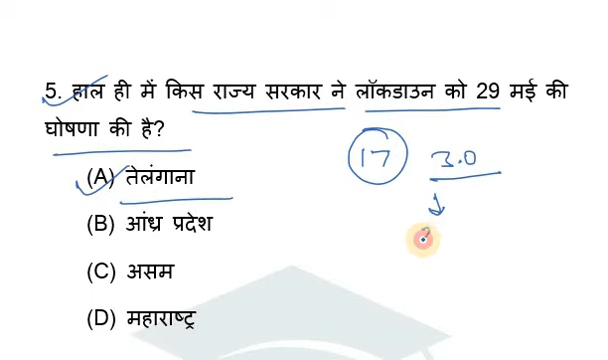 5. हाल ही में किस राज्य सरकार ने लॉकडाउन को 29 मई की
घोषणा की है?
17 3.0
(A) तेलंगाना
(B) आंध्र प्रदेश
(C) असम
(D) महाराष्ट्र